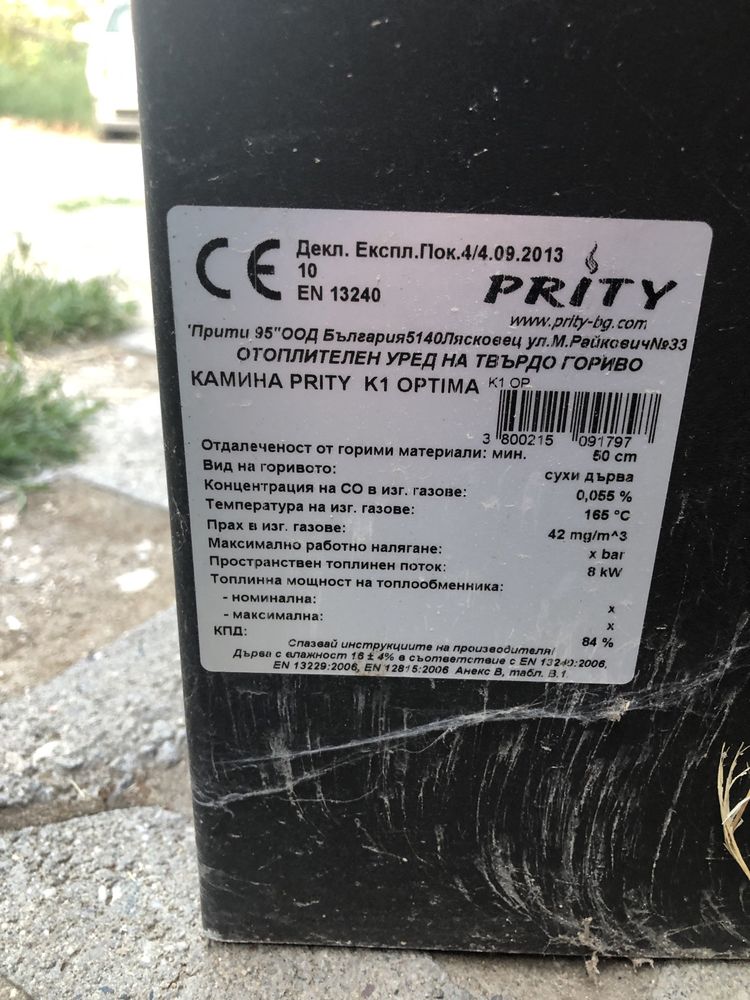 CE Декл. Експл.Пок.4/4.09.2013
10
EN 13240
PRITY
www.prity-bg.com
"Прити 95"ООД България5140Лясковец ул.М.Райкович№33
ОТОПЛИТЕЛЕН УРЕД НА ТВЪРДО ГОРИВО
КАМИНА PRITY K1 OPTIMA K1 OP
3 800215 091797
Отдалеченост от горими материали: мин. 50 cm
Вид на горивото: сухи дърва
Концентрация на СО в изг. газове: 0,055 %
Температура на изг. газове: 165 °C
Прах в изг. газове: 42 mg/m^3
Максимално работно налягане: x bar
Пространствен топлинен поток: 8 kW
Топлинна мощност на топлообменника:
- номинална: x
- максимална: x
КПД: 84 %
Спазвай инструкциите на производителя!
Дърва с влажност 16 ± 4% в съответствие с EN 13240:2006,
EN 13229:2006, EN 12815:2006 Анекс B, табл. B.1